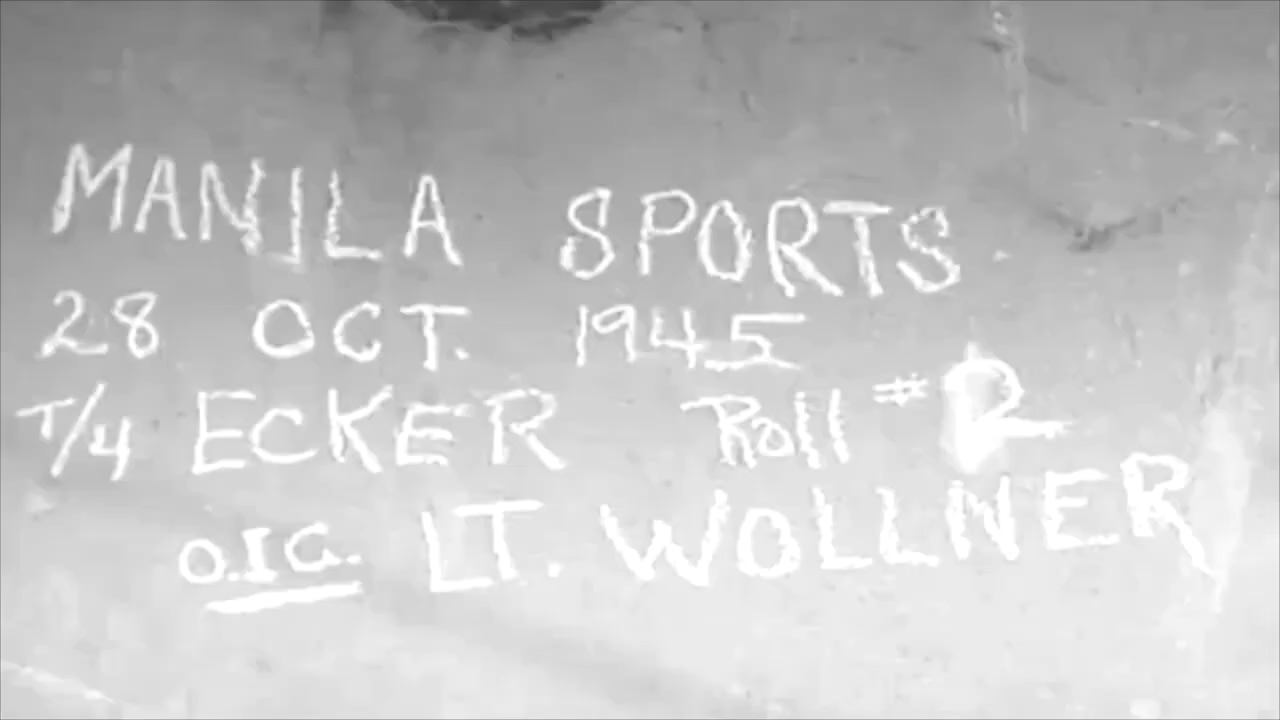 MANILA SPORTS
28 OCT. 1945
T/4 ECKER Roll #2
O.I.C. LT. WOLLNER